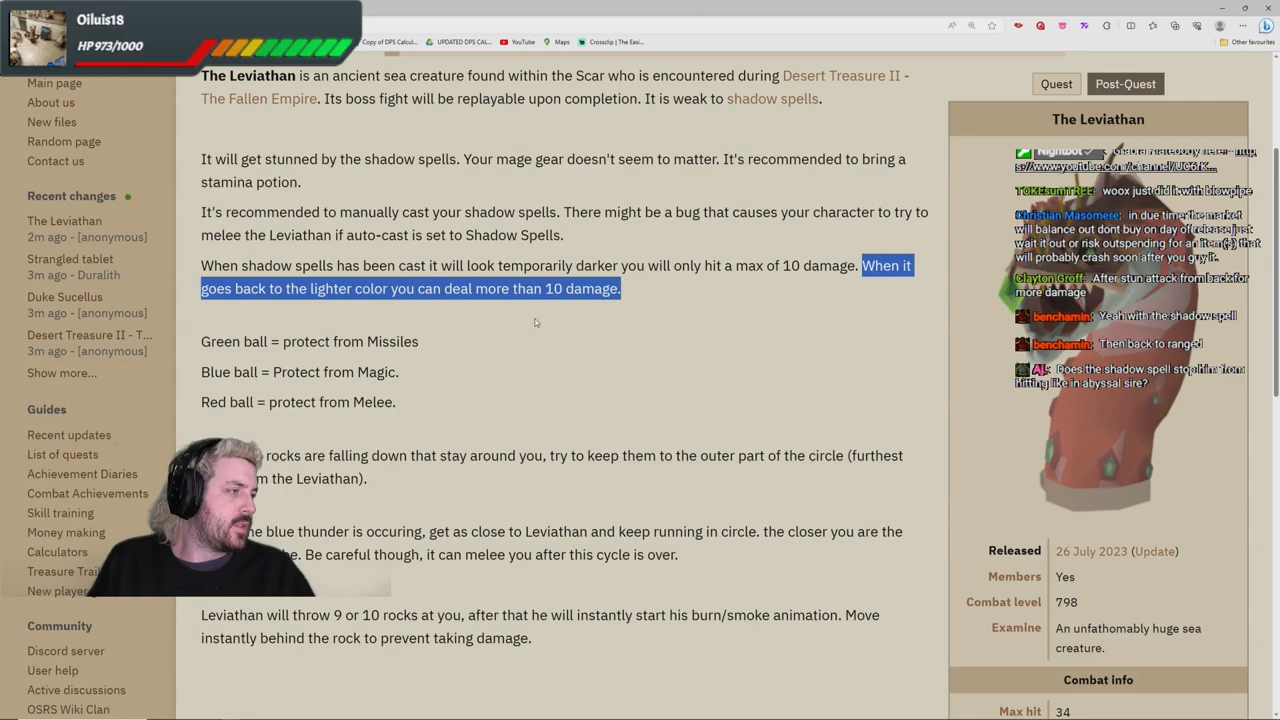 Oiluis18
HP 973/1000
Copy of DPS Calcul...
UPDATED DPS CAL...
YouTube
Maps
Crossclip | The Easi...
Other favourites
Main page
About us
New files
Random page
Contact us
Recent changes
The Leviathan
2m ago - [anonymous]
Strangled tablet
3m ago - Duralith
Duke Sucellus
3m ago - [anonymous]
Desert Treasure II - T...
3m ago - [anonymous]
Show more...
Guides
Recent updates
List of quests
Achievement Diaries
Combat Achievements
Skill training
Money making
Calculators
Treasure Trail
New player
Community
Discord server
User help
Active discussions
OSRS Wiki Clan
The Leviathan is an ancient sea creature found within the Scar who is encountered during Desert Treasure II -
The Fallen Empire. Its boss fight will be replayable upon completion. It is weak to shadow spells.
It will get stunned by the shadow spells. Your mage gear doesn't seem to matter. It's recommended to bring a
stamina potion.
It's recommended to manually cast your shadow spells. There might be a bug that causes your character to try to
melee the Leviathan if auto-cast is set to Shadow Spells.
When shadow spells has been cast it will look temporarily darker you will only hit a max of 10 damage. When it
goes back to the lighter color you can deal more than 10 damage.
Green ball = protect from Missiles
Blue ball = Protect from Magic.
Red ball = protect from Melee.
rocks are falling down that stay around you, try to keep them to the outer part of the circle (furthest
m the Leviathan).
ne blue thunder is occuring, get as close to Leviathan and keep running in circle. the closer you are the
be. Be careful though, it can melee you after this cycle is over.
Leviathan will throw 9 or 10 rocks at you, after that he will instantly start his burn/smoke animation. Move
instantly behind the rock to prevent taking damage.
Quest
Post-Quest
The Leviathan
Nightbot
s://www.youtube.com/channel/
TOKEsumTREE: woox just did it with blowpipe
Christian Masomere: in due time the market
will balance out dont buy on day of release just
wait it out or risk outspending for an item(s) that
will probably crash soon after you guy it.
Clayton Groff: After stun attack from back for
more damage
benchamin: Yeah with the shadow spell
benchamin: Then back to ranged
AJ: Does the shadow spell stop him from
hitting like in abyssal sire?
Released
26 July 2023 (Update)
Members
Yes
Combat level
798
Examine
An unfathomably huge sea
creature.
Combat info
Max hit
34